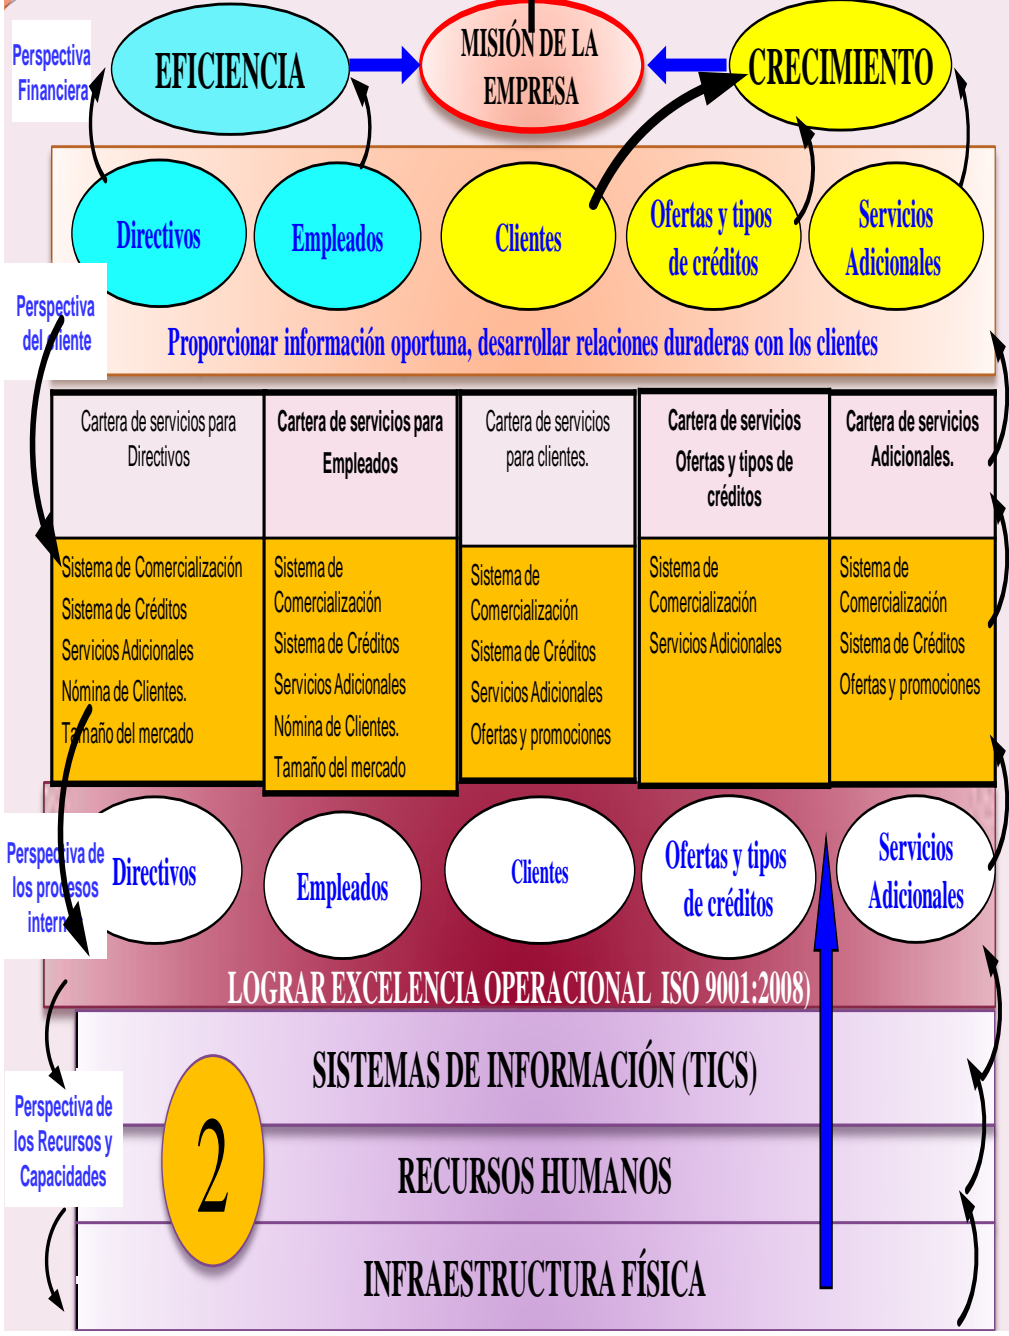 Perspectiva
Financiera
EFICIENCIA
MISIÓN DE LA
EMPRESA
CRECIMIENTO
Directivos
Empleados
Clientes
Ofertas y tipos
de créditos
Servicios
Adicionales
Perspectiva
del cliente
Proporcionar información oportuna, desarrollar relaciones duraderas con los clientes
Cartera de servicios para
Directivos
Cartera de servicios para
Empleados
Cartera de servicios
para clientes.
Cartera de servicios
Ofertas y tipos de
créditos
Cartera de servicios
Adicionales.
Sistema de Comercialización
Sistema de Créditos
Servicios Adicionales
Nómina de Clientes.
Tamaño del mercado
Sistema de
Comercialización
Sistema de Créditos
Servicios Adicionales
Nómina de Clientes.
Tamaño del mercado
Sistema de
Comercialización
Sistema de Créditos
Servicios Adicionales
Ofertas y promociones
Sistema de
Comercialización
Servicios Adicionales
Sistema de
Comercialización
Sistema de Créditos
Ofertas y promociones
Perspectiva de
los procesos
internos
Directivos
Empleados
Clientes
Ofertas y tipos
de créditos
Servicios
Adicionales
LOGRAR EXCELENCIA OPERACIONAL ISO 9001:2008)
Perspectiva de
los Recursos y
Capacidades
2
SISTEMAS DE INFORMACIÓN (TICS)
RECURSOS HUMANOS
INFRAESTRUCTURA FÍSICA